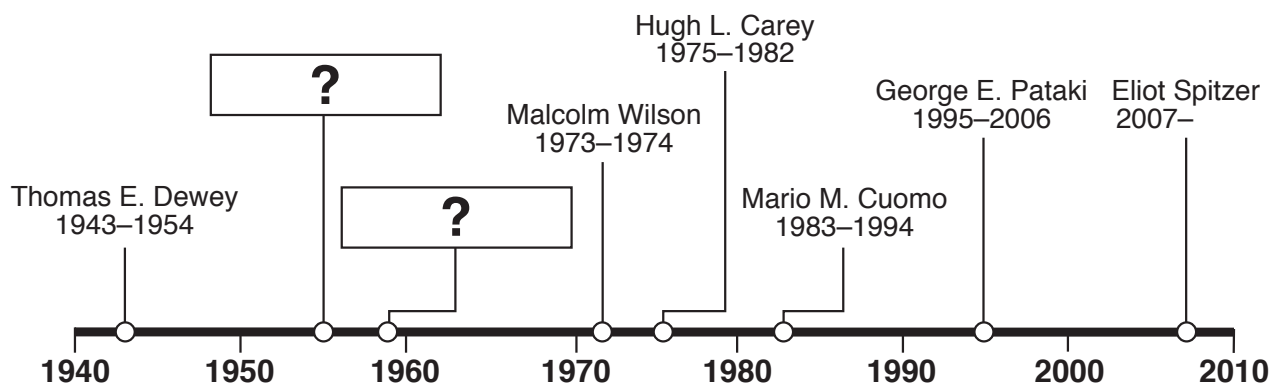 Hugh L. Carey
1975–1982
?
George E. Pataki
1995–2006
Eliot Spitzer
2007–
Malcolm Wilson
1973–1974
Thomas E. Dewey
1943–1954
?
Mario M. Cuomo
1983–1994
1940 1950 1960 1970 1980 1990 2000 2010